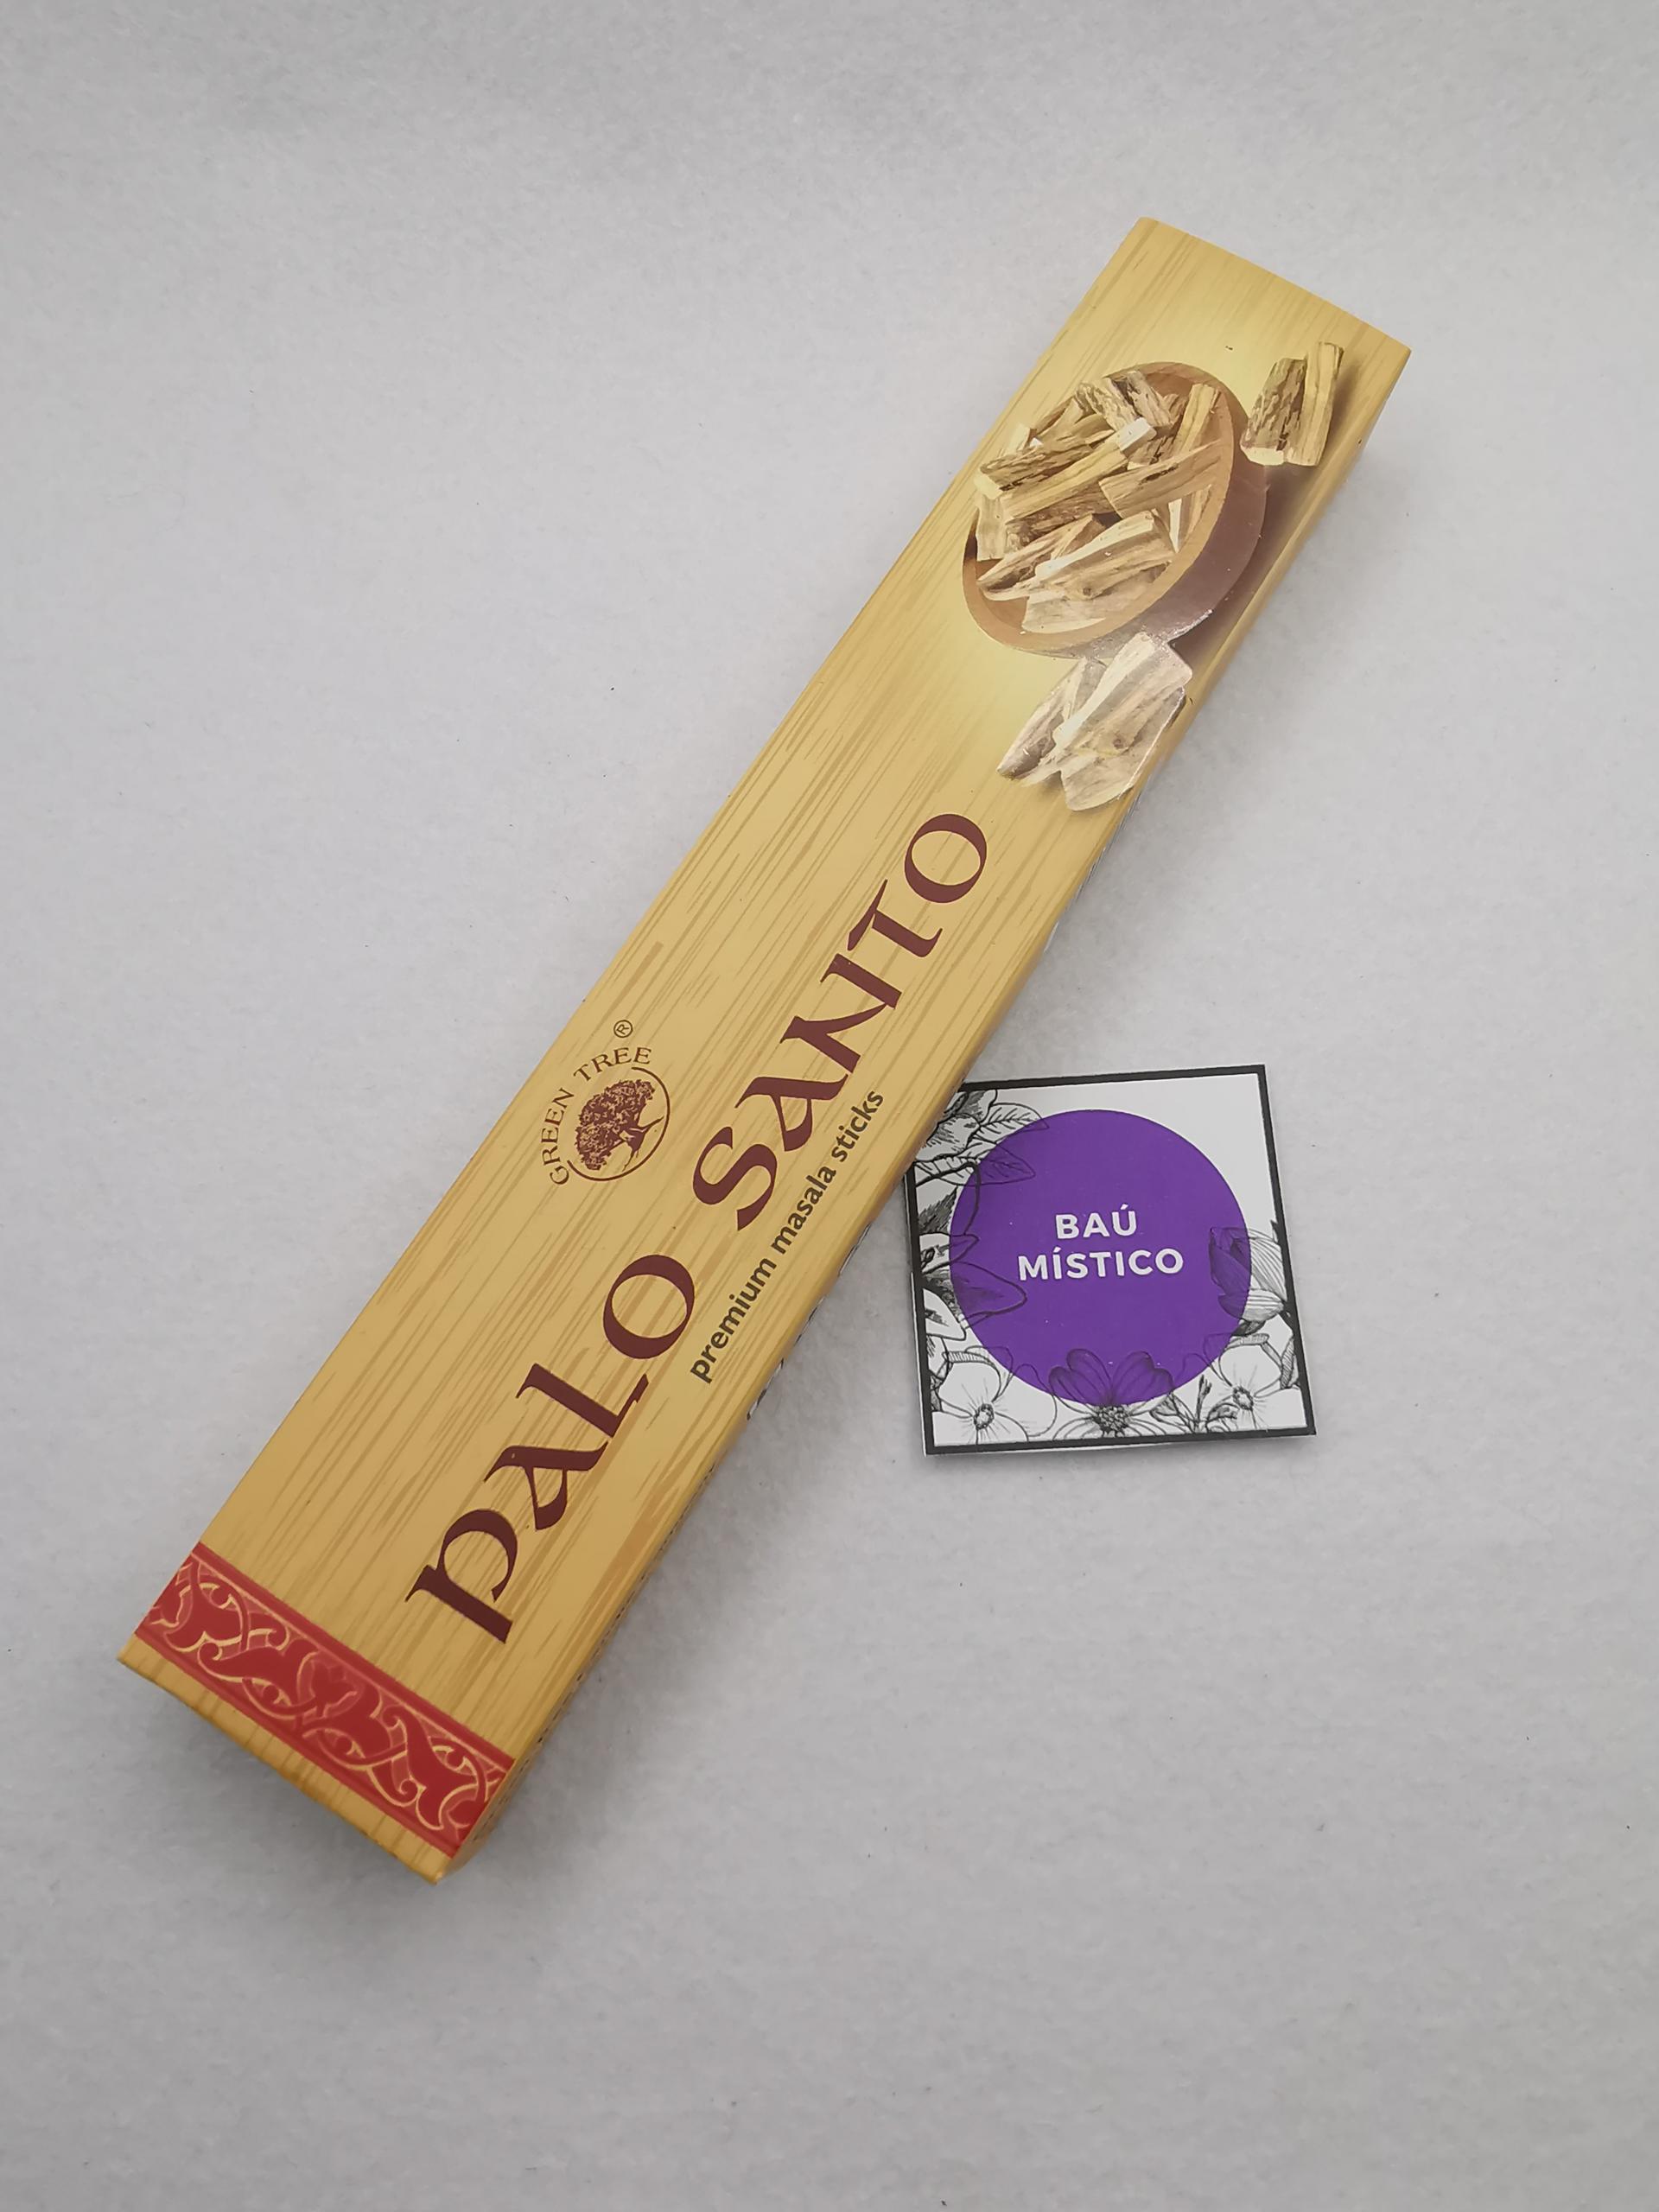 GREEN TREE®
PALO SANTO
premium masala sticks
BAÚ
MÍSTICO